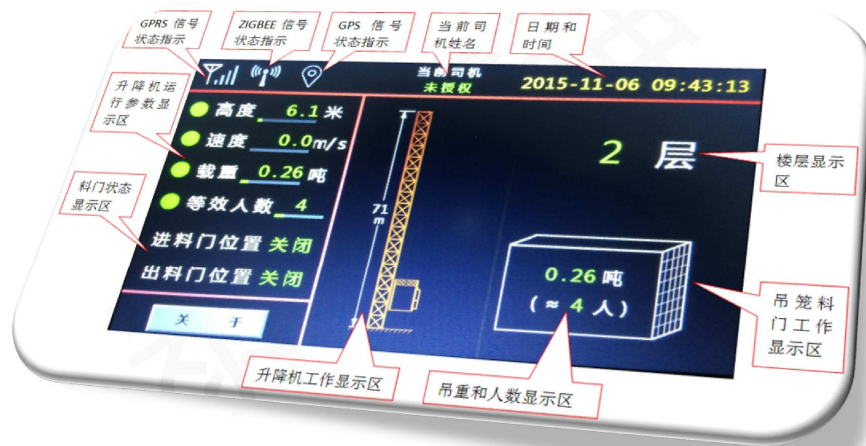 GPRS 信号
状态指示
ZIGBEE 信号
状态指示
GPS 信号
状态指示
当前司
机姓名
日期和
时间
当前司机
未授权
2015-11-06 09:43:13
升降机运
行参数显
示区
高度 6.1 米
速度 0.0m/s
载重 0.26 吨
等效人数 4
料门状态
显示区
进料门位置 关闭
出料门位置 关闭
关 于
71
m
2 层
楼层显示
区
0.26 吨
(≈ 4 人)
吊笼料
门工作
显示区
升降机工作显示区
吊重和人数显示区